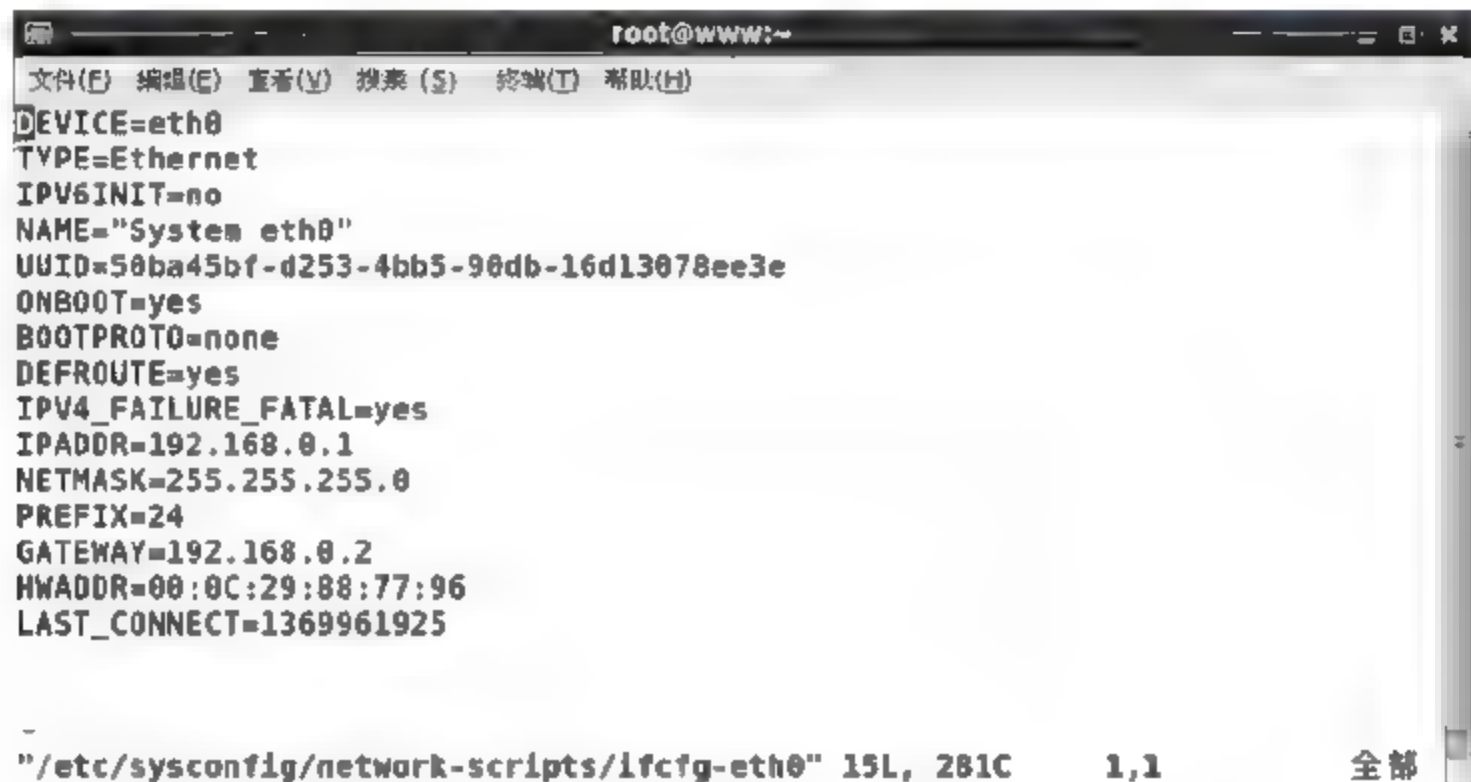 root@www:~
文件(F) 编辑(E) 查看(V) 搜索 (S) 终端(T) 帮助(H)
DEVICE=eth0
TYPE=Ethernet
IPV6INIT=no
NAME="System eth0"
UUID=50ba45bf-d253-4bb5-90db-16d13078ee3e
ONBOOT=yes
BOOTPROTO=none
DEFROUTE=yes
IPV4_FAILURE_FATAL=yes
IPADDR=192.168.0.1
NETMASK=255.255.255.0
PREFIX=24
GATEWAY=192.168.0.2
HWADDR=00:0C:29:88:77:96
LAST_CONNECT=1369961925
"/etc/sysconfig/network-scripts/ifcfg-eth0" 15L, 281C 1,1 全部